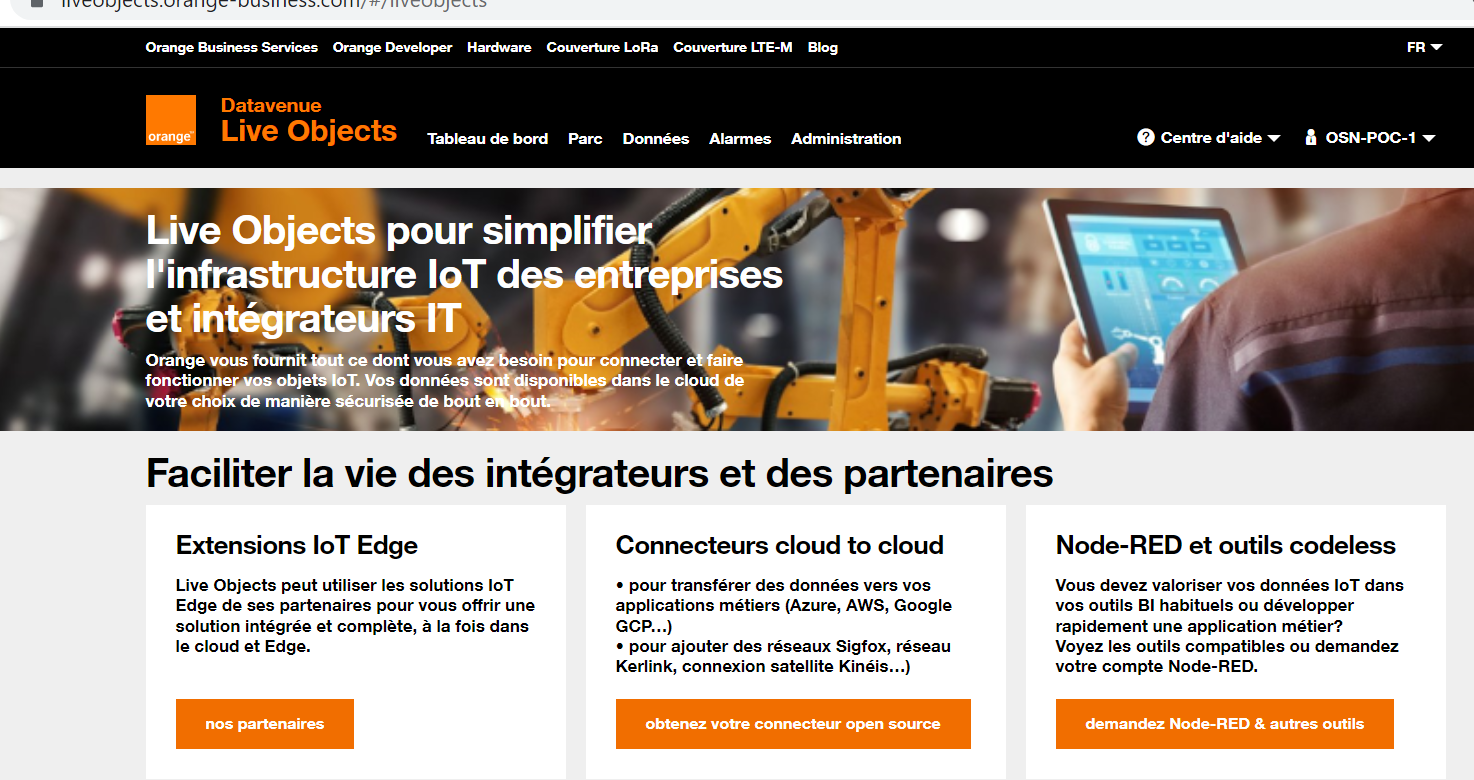 liveobjects.orange-business.com/#/liveobjects
Orange Business Services Orange Developer Hardware Couverture LoRa Couverture LTE-M Blog FR
Datavenue
Live Objects
orange™
Tableau de bord Parc Données Alarmes Administration
? Centre d'aide OSN-POC-1
Live Objects pour simplifier
l'infrastructure IoT des entreprises
et intégrateurs IT
Orange vous fournit tout ce dont vous avez besoin pour connecter et faire
fonctionner vos objets IoT. Vos données sont disponibles dans le cloud de
votre choix de manière sécurisée de bout en bout.
Faciliter la vie des intégrateurs et des partenaires
Extensions IoT Edge
Live Objects peut utiliser les solutions IoT
Edge de ses partenaires pour vous offrir une
solution intégrée et complète, à la fois dans
le cloud et Edge.
nos partenaires
Connecteurs cloud to cloud
• pour transférer des données vers vos
applications métiers (Azure, AWS, Google
GCP…)
• pour ajouter des réseaux Sigfox, réseau
Kerlink, connexion satellite Kinéis…)
obtenez votre connecteur open source
Node-RED et outils codeless
Vous devez valoriser vos données IoT dans
vos outils BI habituels ou développer
rapidement une application métier?
Voyez les outils compatibles ou demandez
votre compte Node-RED.
demandez Node-RED & autres outils